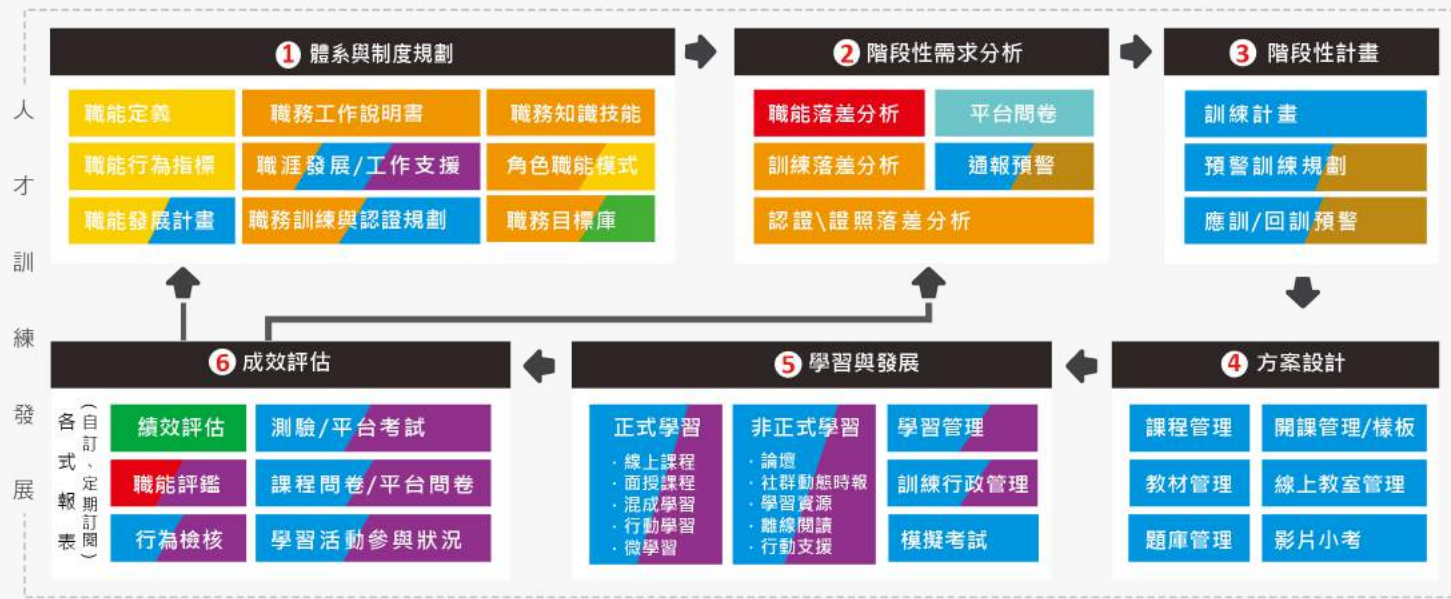 人才訓練發展
1 體系與制度規劃
職能定義
職務工作說明書
職務知識技能
職能行為指標
職涯發展/工作支援
角色職能模式
職能發展計畫
職務訓練與認證規劃
職務目標庫
2 階段性需求分析
職能落差分析
平台問卷
訓練落差分析
通報預警
認證\證照落差分析
3 階段性計畫
訓練計畫
預警訓練規劃
應訓/回訓預警
4 方案設計
課程管理
開課管理/樣板
教材管理
線上教室管理
題庫管理
影片小考
5 學習與發展
正式學習
·線上課程
·面授課程
·混成學習
·行動學習
·微學習
非正式學習
·論壇
·社群動態時報
·學習資源
·離線閱讀
·行動支援
學習管理
訓練行政管理
模擬考試
6 成效評估
各式報表
(自訂、定期訂閱)
績效評估
測驗/平台考試
職能評鑑
課程問卷/平台問卷
行為檢核
學習活動參與狀況